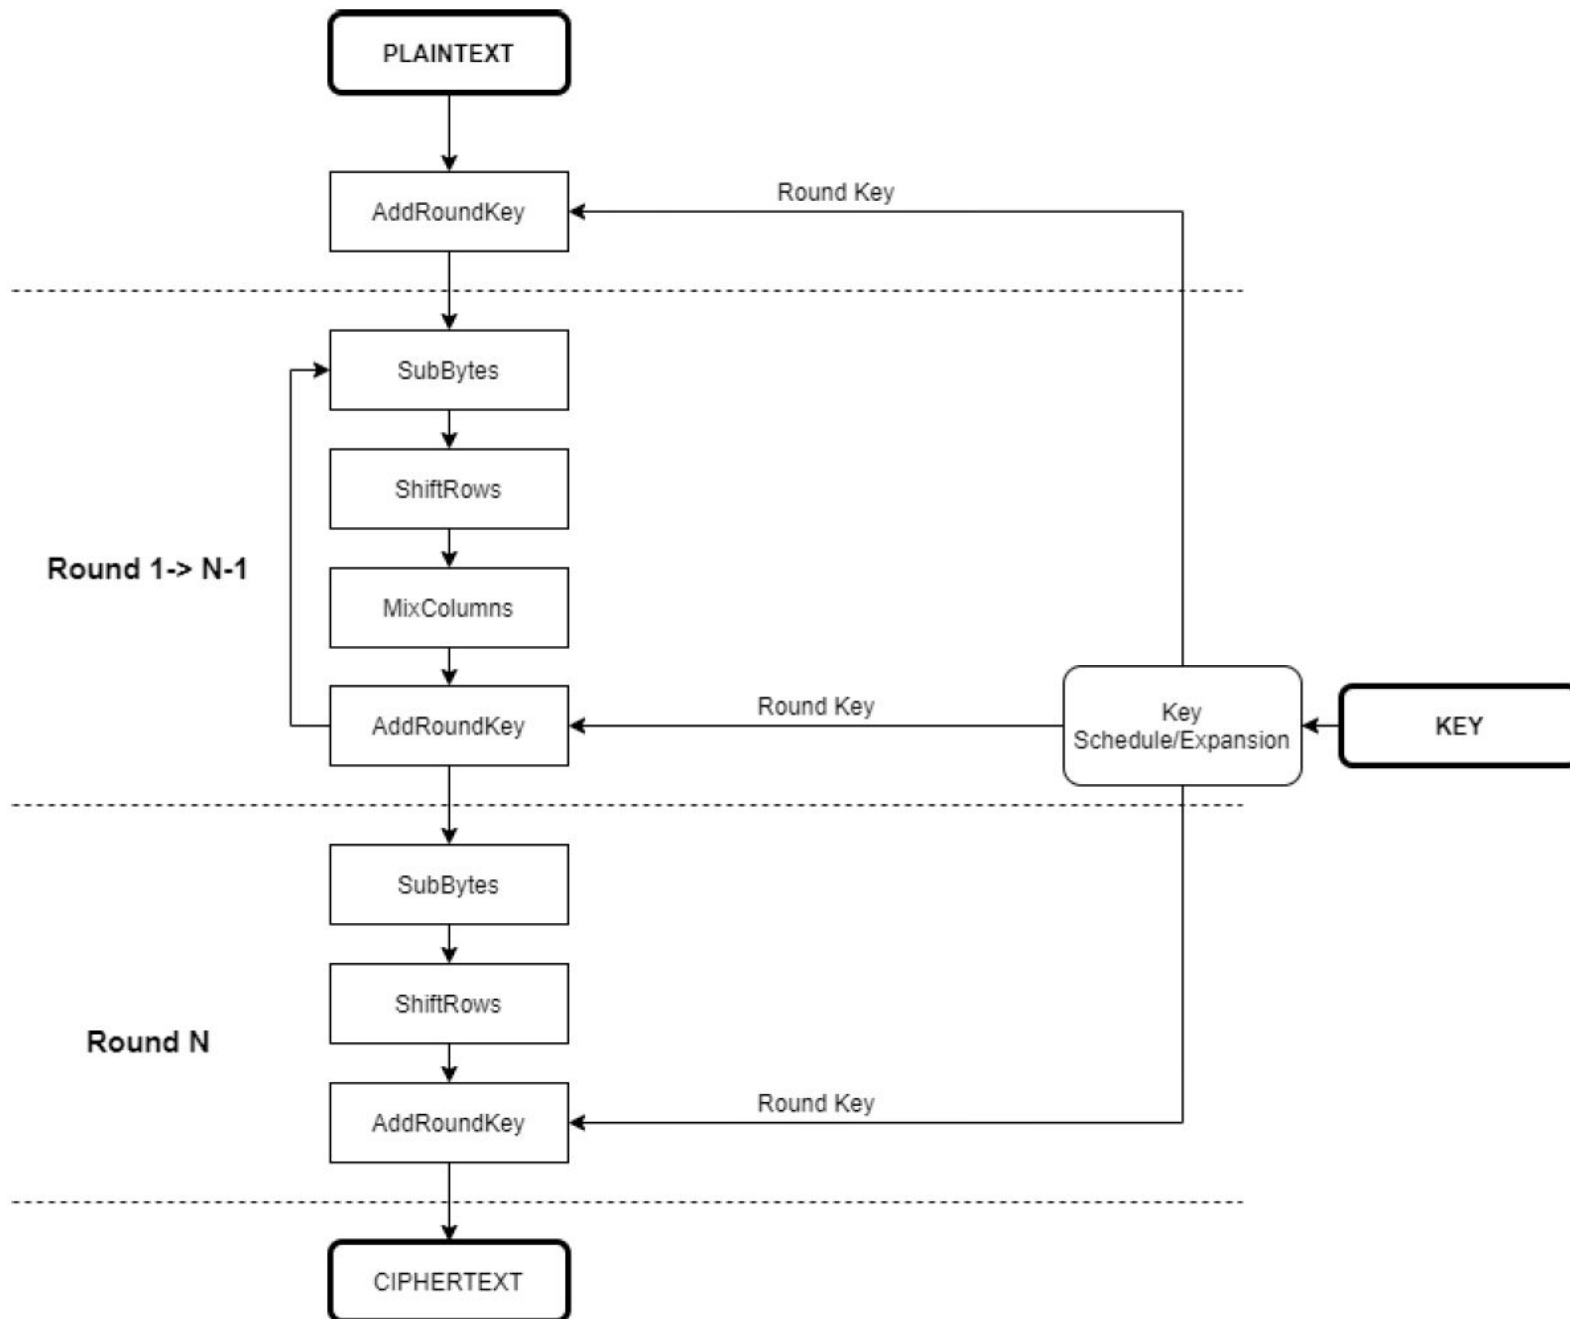 PLAINTEXT
AddRoundKey
Round Key
SubBytes
ShiftRows
Round 1-> N-1
MixColumns
AddRoundKey
Round Key
Key
Schedule/Expansion
KEY
SubBytes
ShiftRows
Round N
AddRoundKey
Round Key
CIPHERTEXT